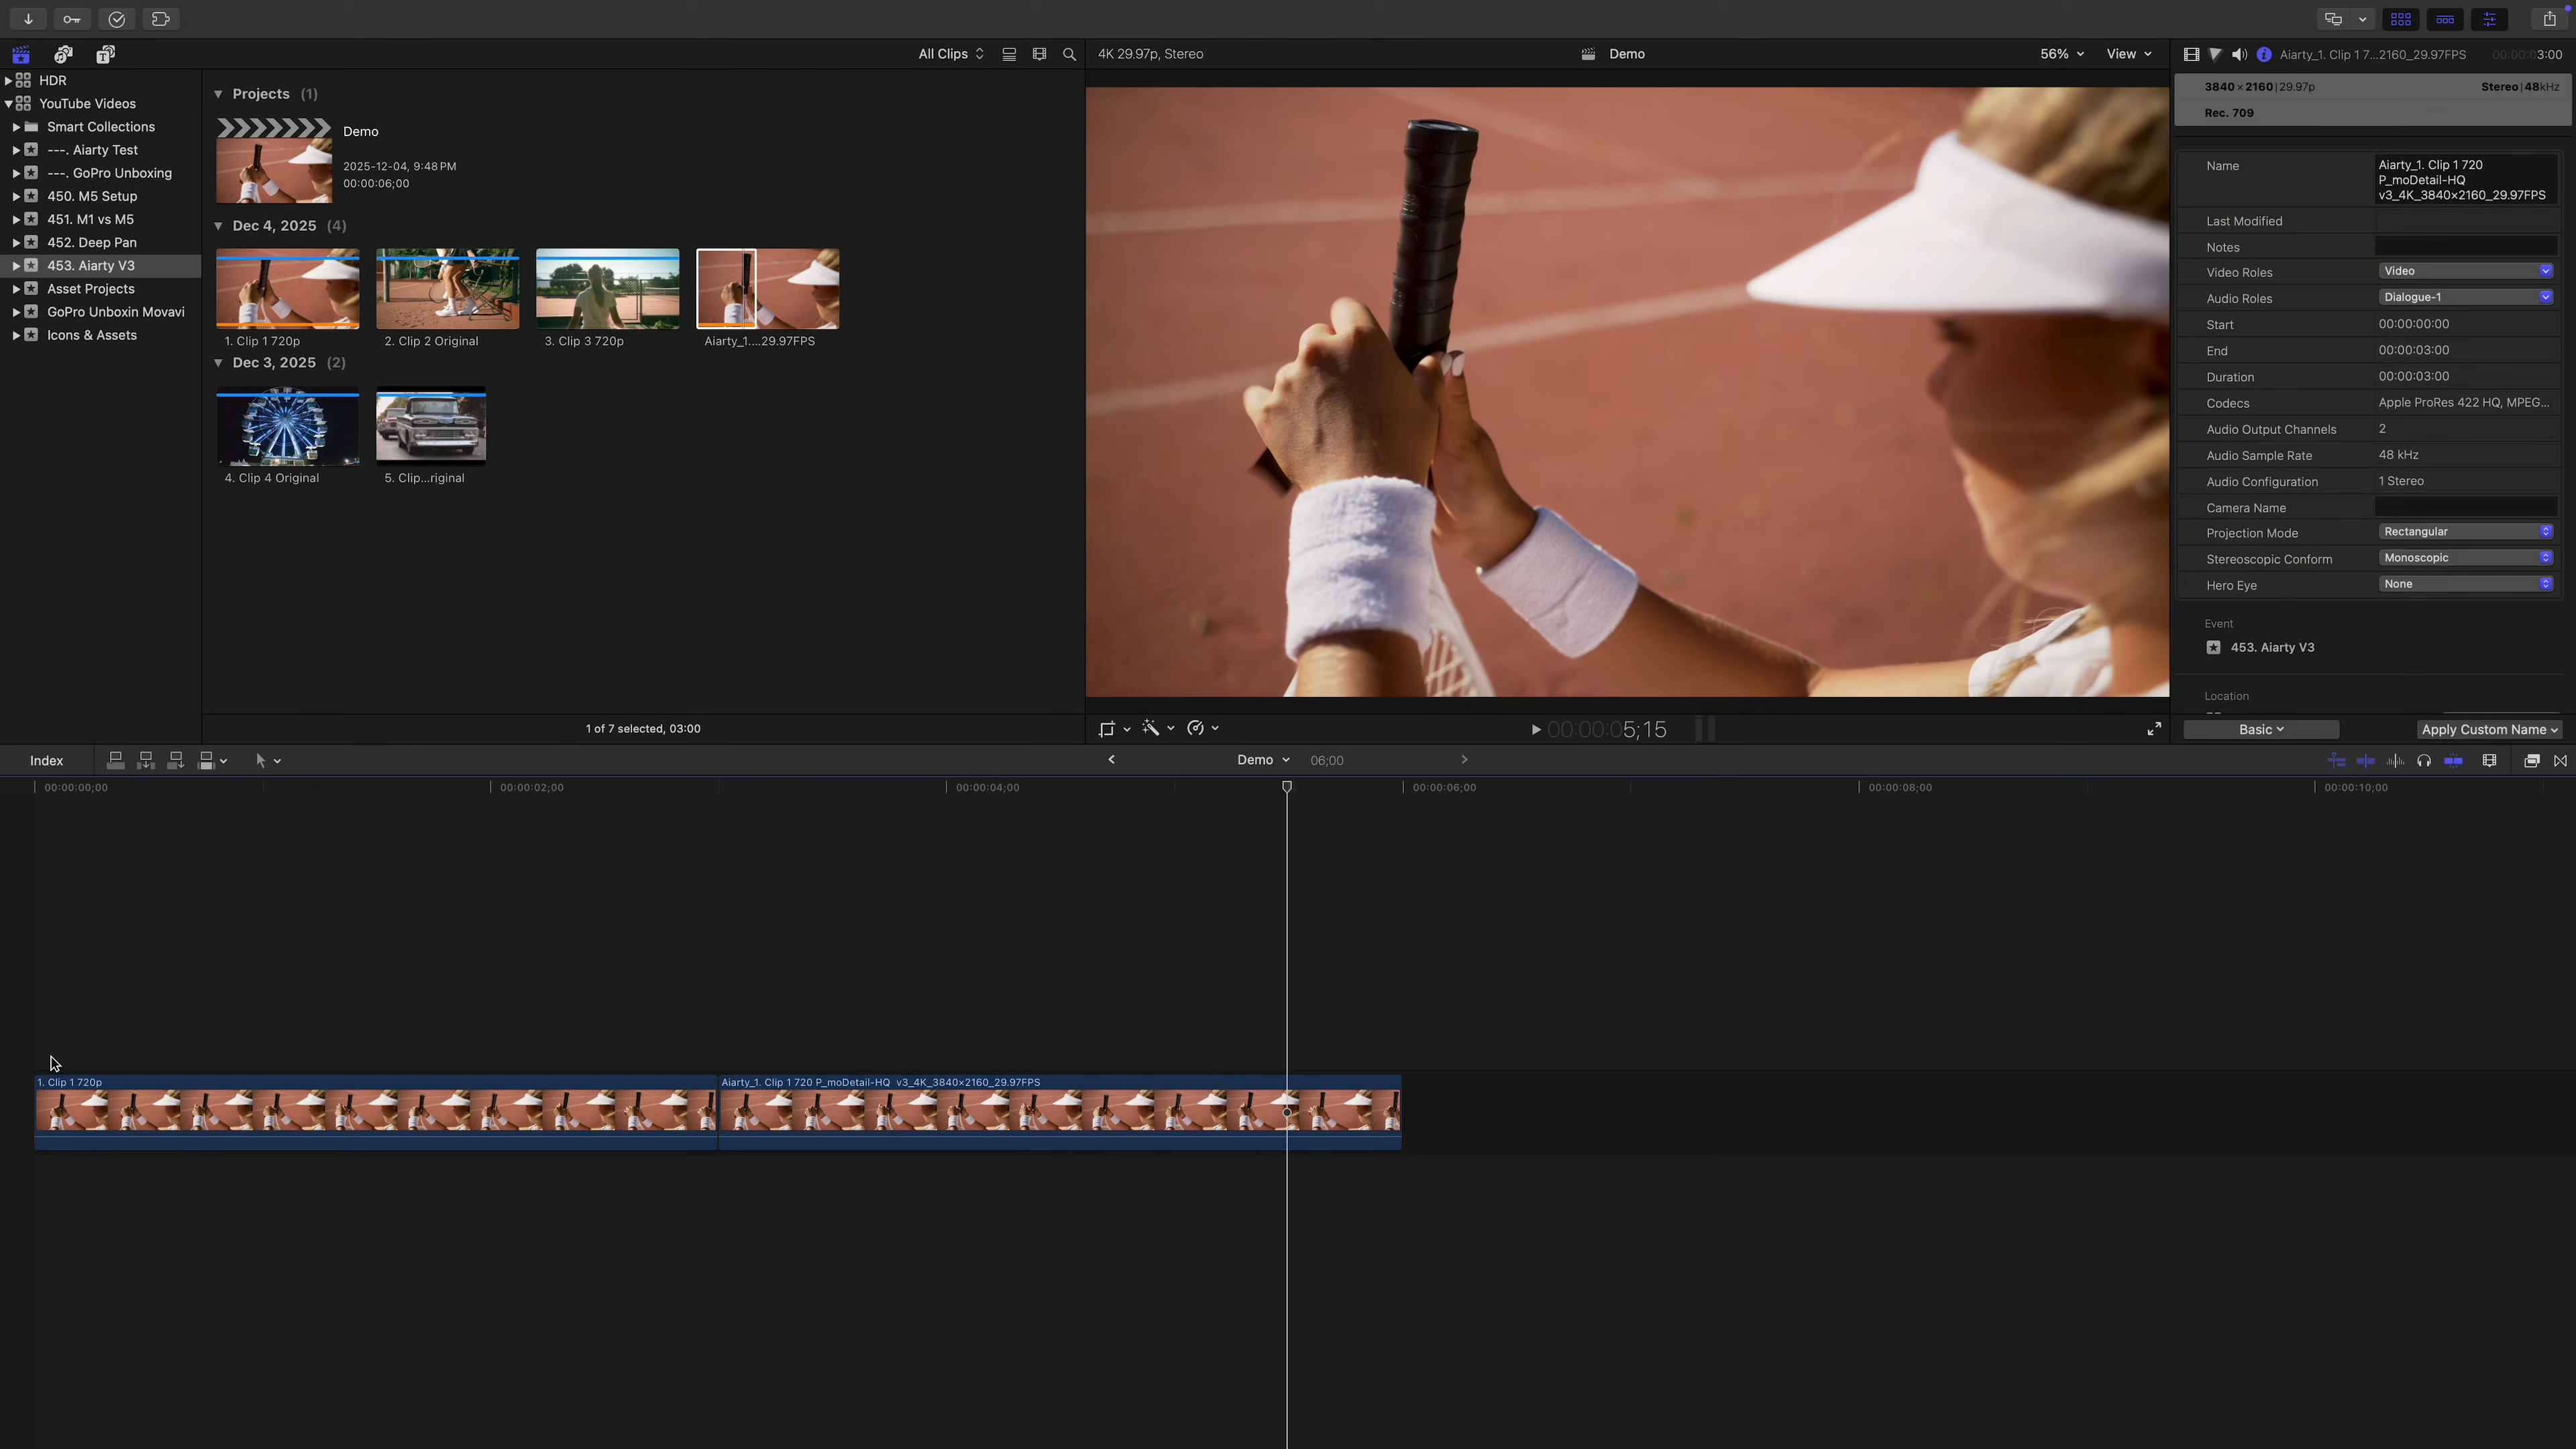 All Clips
4K 29.97p, Stereo
Demo
56%
View
Aiarty_1. Clip 1 7...2160_29.97FPS
00:00:03:00
HDR
YouTube Videos
Smart Collections
---. Aiarty Test
---. GoPro Unboxing
450. M5 Setup
451. M1 vs M5
452. Deep Pan
453. Aiarty V3
Asset Projects
GoPro Unboxin Movavi
Icons & Assets
Projects (1)
Demo
2025-12-04, 9:48 PM
00:00:06;00
Dec 4, 2025 (4)
1. Clip 1 720p
2. Clip 2 Original
3. Clip 3 720p
Aiarty_1....29.97FPS
Dec 3, 2025 (2)
4. Clip 4 Original
5. Clip...riginal
1 of 7 selected, 03:00
00:00:05;15
3840 × 2160 | 29.97p
Stereo | 48kHz
Rec. 709
Name
Aiarty_1. Clip 1 720
P_moDetail-HQ
v3_4K_3840×2160_29.97FPS
Last Modified
Notes
Video Roles
Video
Audio Roles
Dialogue-1
Start
00:00:00:00
End
00:00:03:00
Duration
00:00:03:00
Codecs
Apple ProRes 422 HQ, MPEG...
Audio Output Channels
2
Audio Sample Rate
48 kHz
Audio Configuration
1 Stereo
Camera Name
Projection Mode
Rectangular
Stereoscopic Conform
Monoscopic
Hero Eye
None
Event
453. Aiarty V3
Location
Basic
Apply Custom Name
Index
Demo
06;00
00:00:00;00
00:00:02;00
00:00:04;00
00:00:06;00
00:00:08;00
00:00:10;00
1. Clip 1 720p
Aiarty_1. Clip 1 720 P_moDetail-HQ v3_4K_3840×2160_29.97FPS